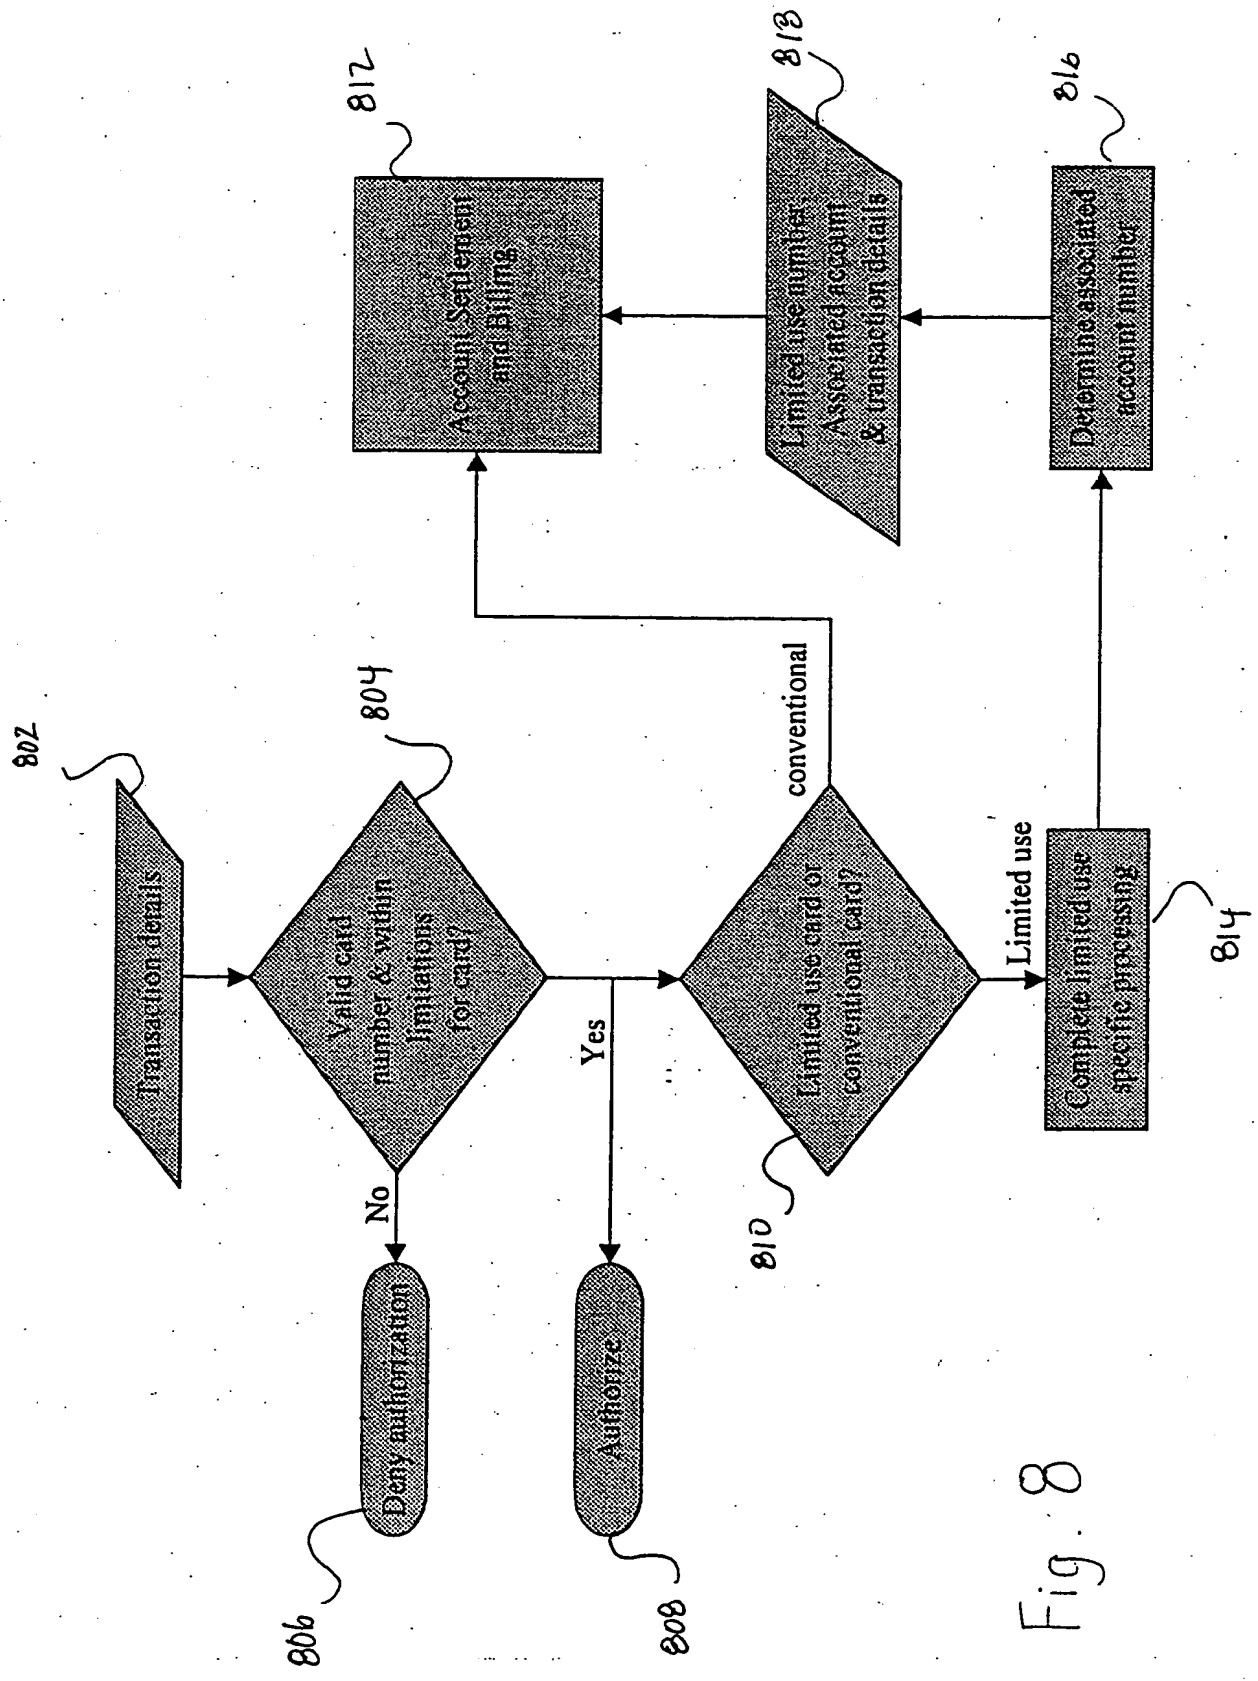 802
Transaction details
804
Valid card
number & within
limitations
for card?
No
Deny authorization
806
Yes
Authorize
808
810
Limited use card or
conventional card?
conventional
Account Settlement
and Billing
812
Limited use
Complete limited use
specific processing
814
Determine associated
account number
816
Limited use number,
Associated account
& transaction details
813
Fig. 8